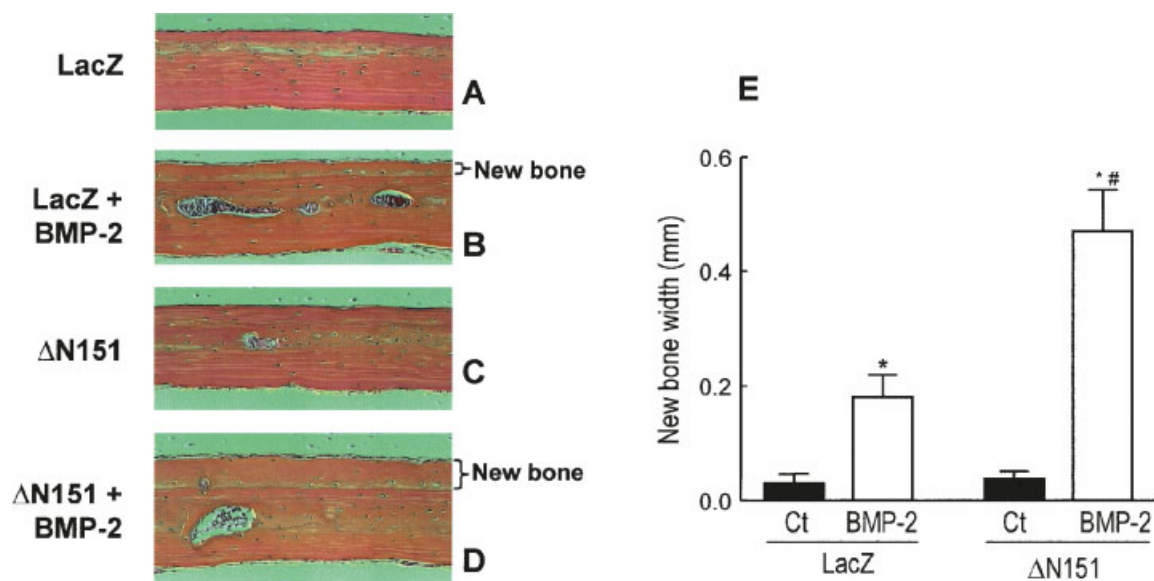 LacZ
A
LacZ +
BMP-2
New bone
B
ΔN151
C
ΔN151 +
BMP-2
New bone
D
E
New bone width (mm)
0.6
0.4
0.2
0.0
*
* #
Ct
BMP-2
Ct
BMP-2
LacZ
ΔN151